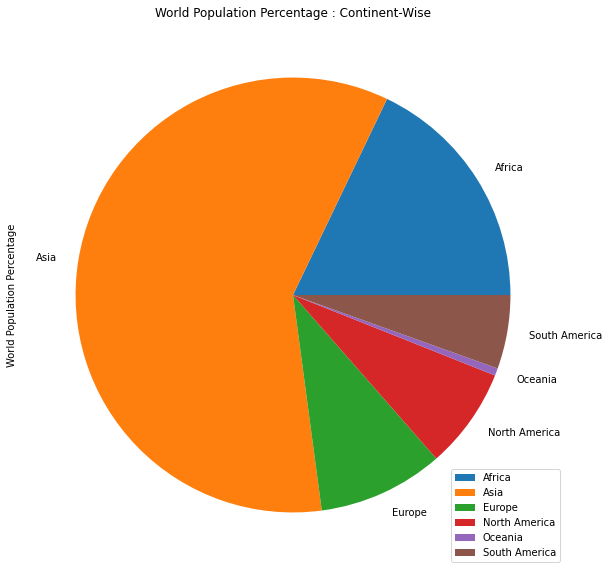 World Population Percentage : Continent-Wise
Africa
Asia
World Population Percentage
South America
Oceania
North America
Europe
Africa
Asia
Europe
North America
Oceania
South America